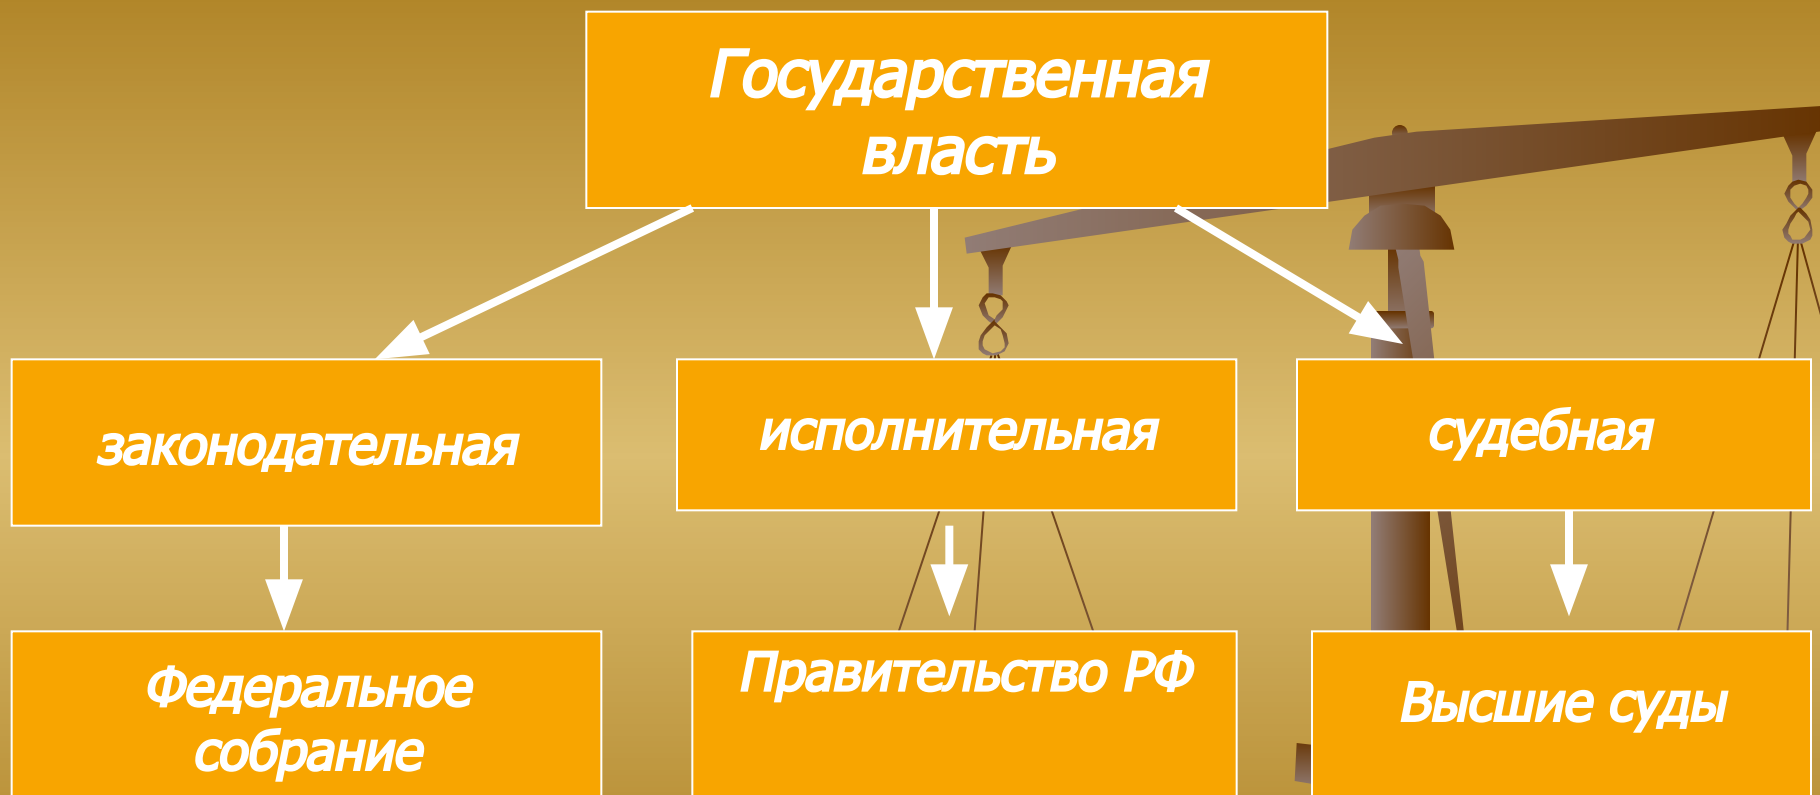 Государственная
власть
законодательная
исполнительная
судебная
Федеральное
собрание
Правительство РФ
Высшие суды